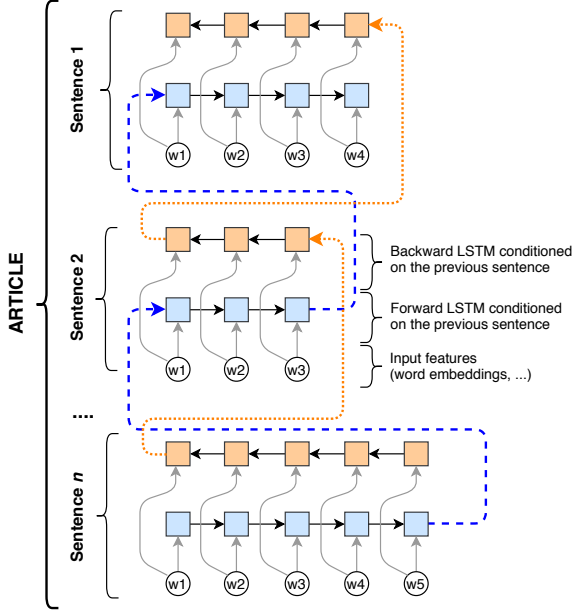 ARTICLE
Sentence 1
w1 w2 w3 w4
Sentence 2
Backward LSTM conditioned
on the previous sentence
Forward LSTM conditioned
on the previous sentence
Input features
(word embeddings, ...)
w1 w2 w3
....
Sentence n
w1 w2 w3 w4 w5